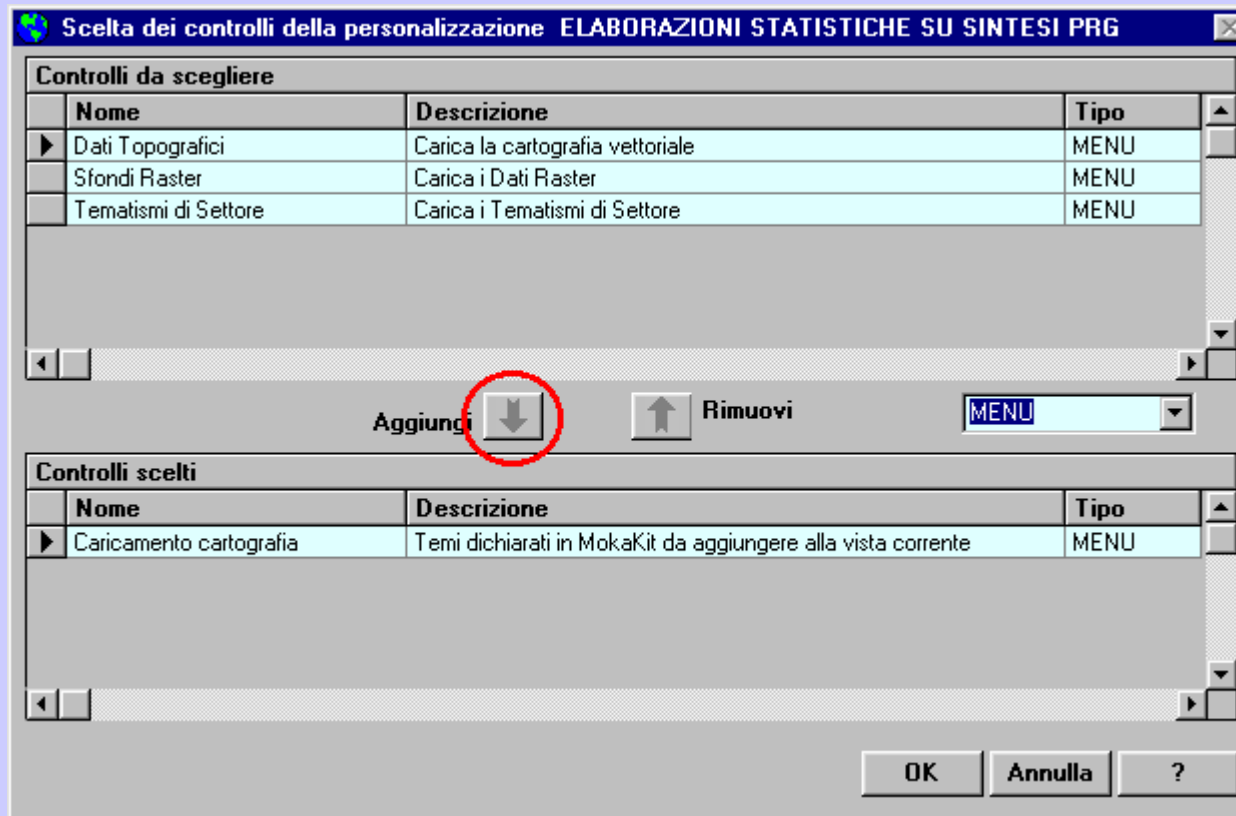 Scelta dei controlli della personalizzazione ELABORAZIONI STATISTICHE SU SINTESI PRG
Controlli da scegliere
Nome Descrizione Tipo
Dati Topografici Carica la cartografia vettoriale MENU
Sfondi Raster Carica i Dati Raster MENU
Tematismi di Settore Carica i Tematismi di Settore MENU
Aggiungi Rimuovi MENU
Controlli scelti
Nome Descrizione Tipo
Caricamento cartografia Temi dichiarati in MokaKit da aggiungere alla vista corrente MENU
OK Annulla ?